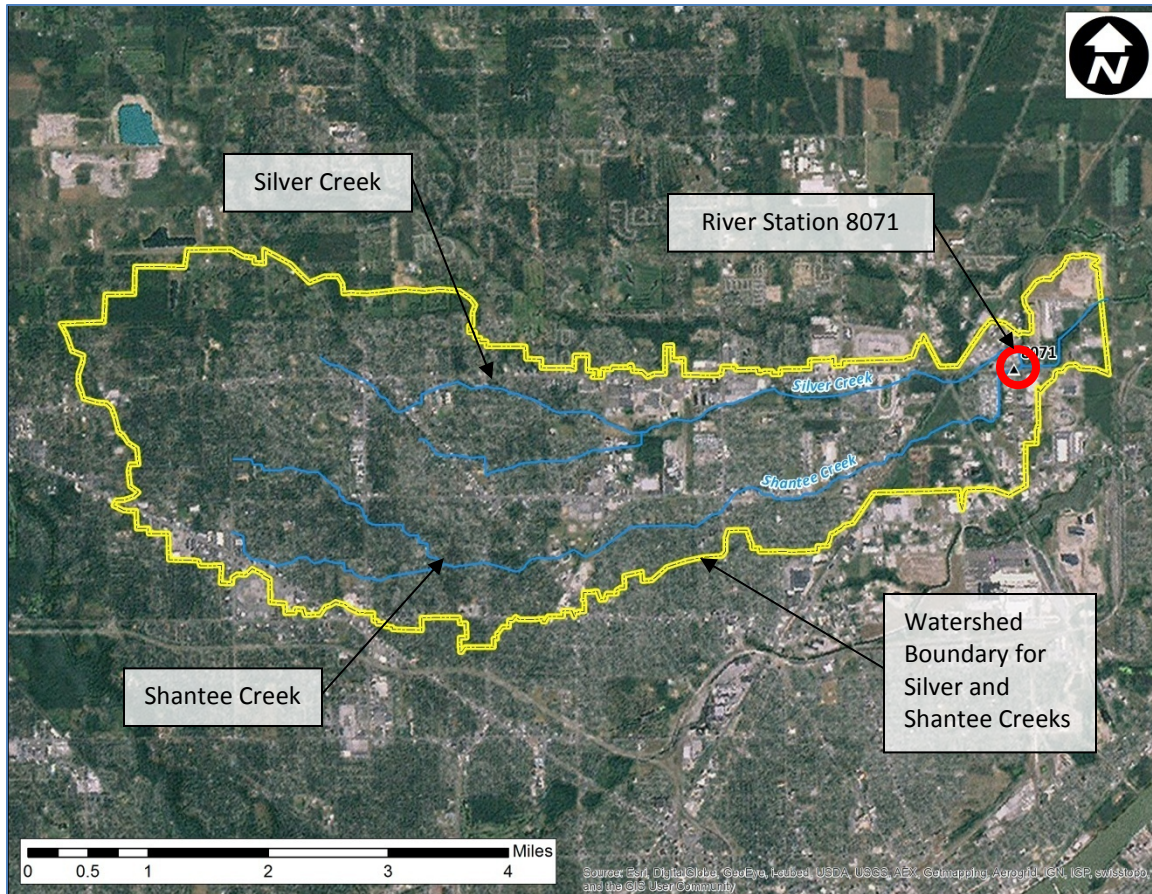 N
Silver Creek
River Station 8071
8071
Silver Creek
Shantee Creek
Watershed
Boundary for
Silver and
Shantee Creeks
Shantee Creek
Miles
0 0.5 1 2 3 4
Source: Esri, DigitalGlobe, GeoEye, i-cubed, USDA, USGS, AEX, Getmapping, Aerogrid, IGN, IGP, swisstopo,
and the GIS User Community